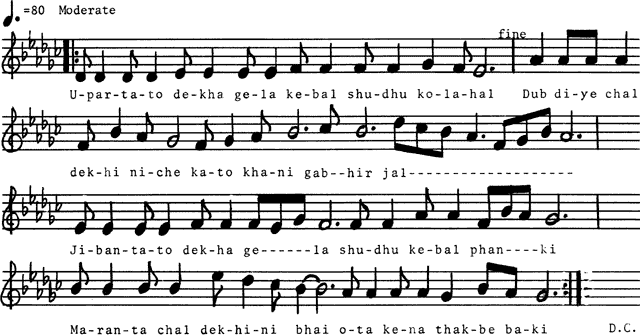 =80 Moderate
fine
U-par-ta-to de-kha ge-la ke-bal shu-dhu ko-la-hal Dub di-ye chal
dek-hi ni-che ka-to kha-ni gab--hir jal------------------
Ji-ban-ta-to dek-ha ge------la shu-dhu ke-bal phan----ki
Ma-ran-ta chal dek-hi-ni bhai o-ta ke-na thak-be ba-ki D.C.